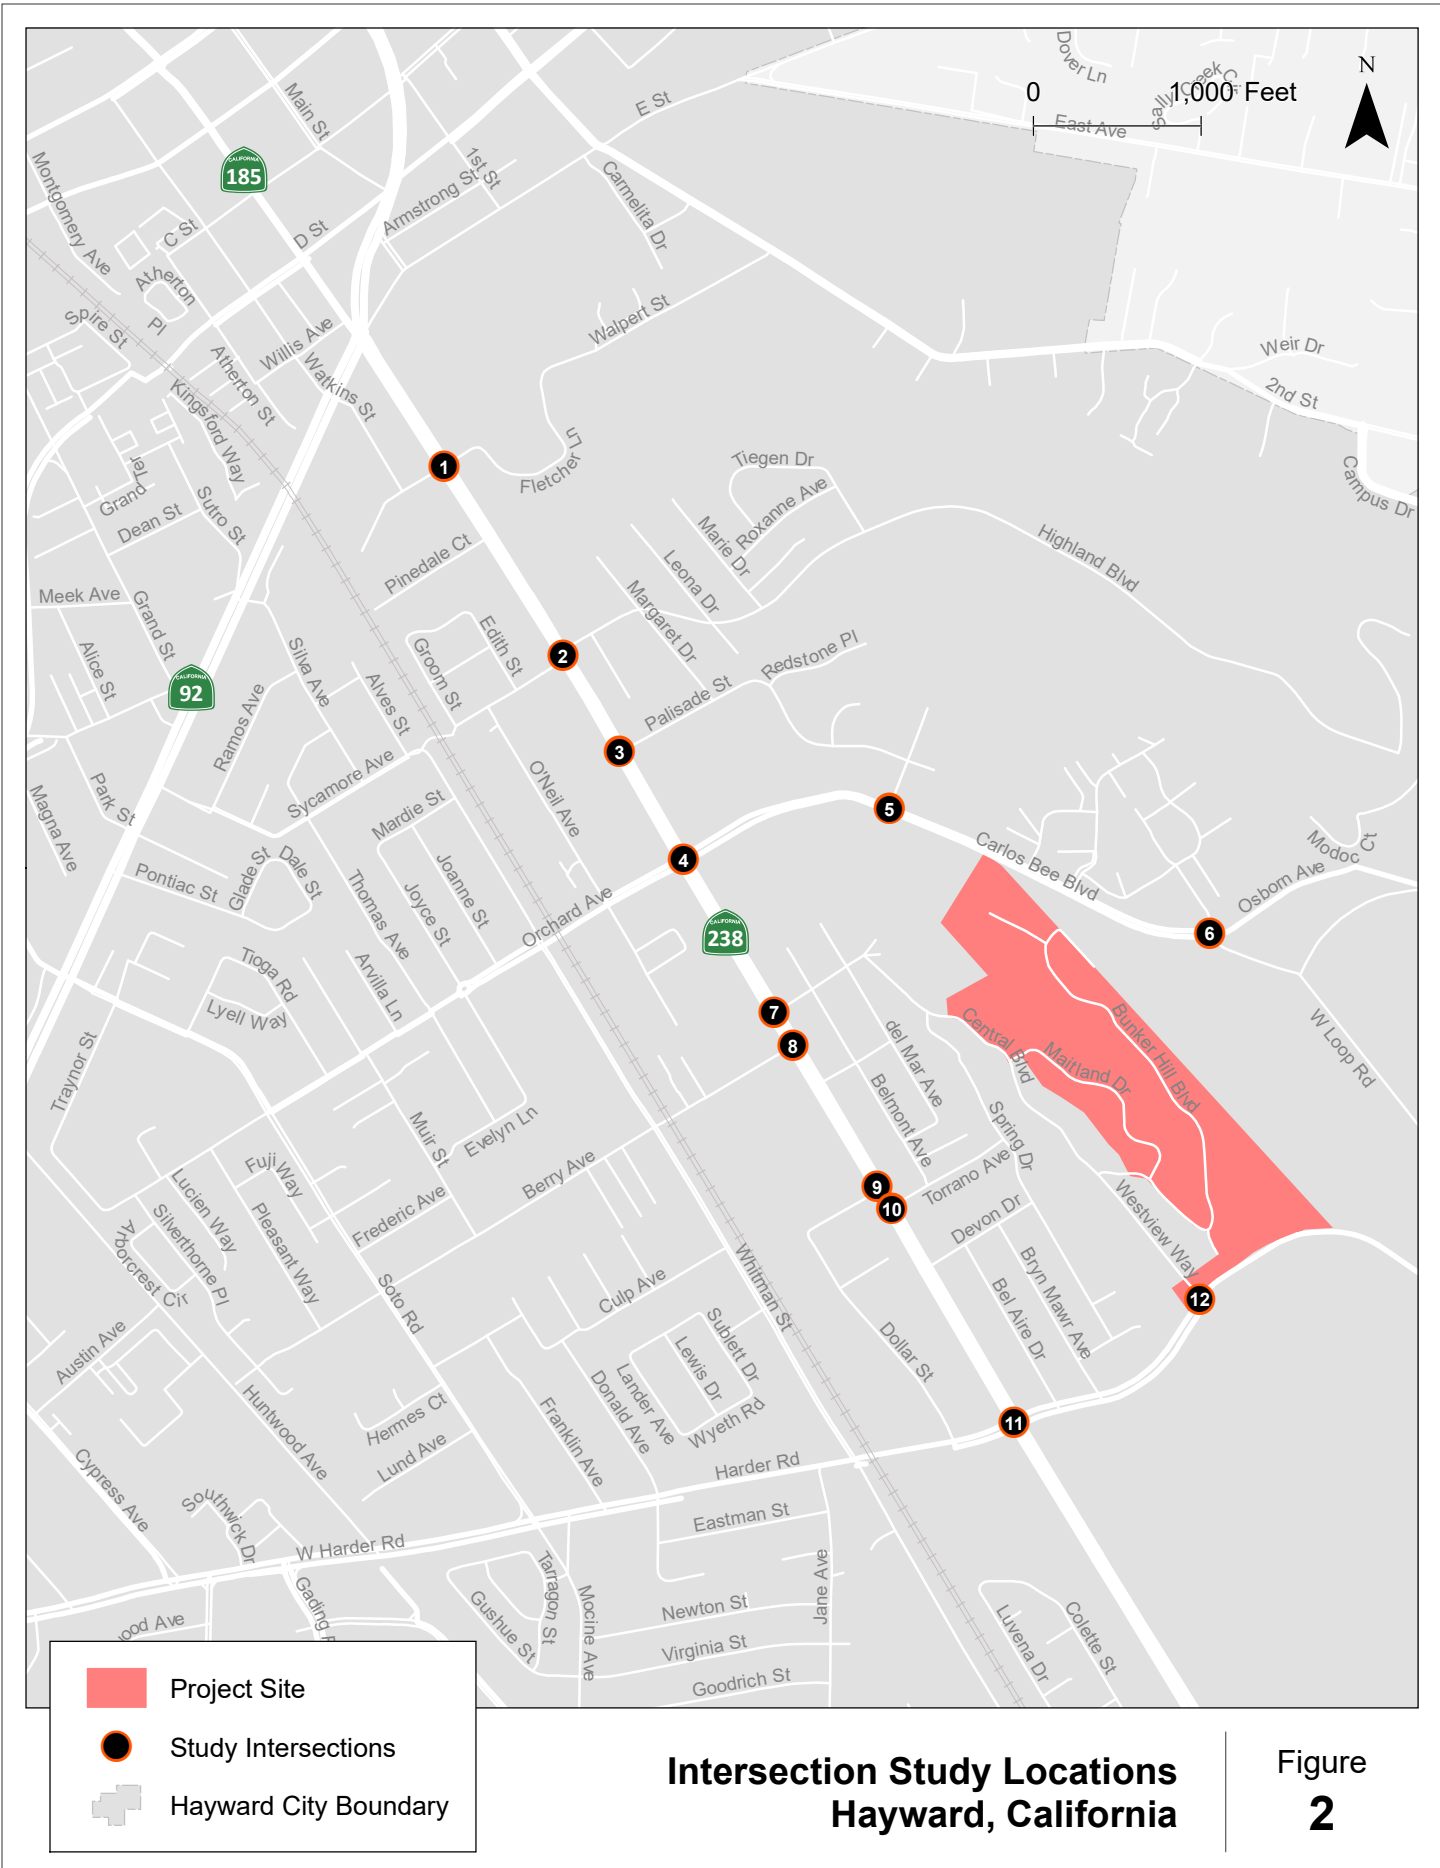 Dover Ln
Sally Creek Cir
N
0 1,000 Feet
East Ave
E St
Main St
1st St
CALIFORNIA
185
Montgomery Ave
Armstrong St
Carmelita Dr
C St
D St
Atherton Pl
Spire St
Walpert St
Willis Ave
Weir Dr
Atherton St
Watkins St
2nd St
Kingsford Way
Fletcher Ln
1
Tiegen Dr
Campus Dr
Grand Ter
Roxanne Ave
Dean St
Sutro St
Marie Dr
Highland Blvd
Pinedale Ct
Leona Dr
Meek Ave
Grand St
Margaret Dr
Edith St
Groom St
Silva Ave
Alice St
2
Redstone Pl
CALIFORNIA
92
Alves St
Palisade St
Ramos Ave
3
O'Neil Ave
Sycamore Ave
Park St
Magna Ave
Mardie St
5
Carlos Bee Blvd
Modoc Ct
4
Pontiac St
Glade St
Dale St
Joanne St
Thomas Ave
Joyce St
Osborn Ave
Orchard Ave
CALIFORNIA
238
6
Tioga Rd
Arvilla Ln
Lyell Way
7
8
Central Blvd
Bunker Hill Blvd
W Loop Rd
del Mar Ave
Maitland Dr
Traynor St
Belmont Ave
Spring Dr
Muir St
Evelyn Ln
Fuji Way
Berry Ave
Lucien Way
9
10
Torrano Ave
Westview Way
Frederic Ave
Silverthorne Pl
Pleasant Way
Arborcrest Cir
Devon Dr
Bryn Mawr Ave
Whitman St
Soto Rd
Culp Ave
Bel Aire Dr
12
Austin Ave
Sublett Dr
Lewis Dr
Dollar St
Lander Ave
Donald Ave
Huntwood Ave
Hermes Ct
Franklin Ave
Wyeth Rd
11
Lund Ave
Cypress Ave
Harder Rd
Southwick Dr
Eastman St
W Harder Rd
Jane Ave
Tarragon St
Gushue St
Mocine Ave
Newton St
Luvena Dr
Colette St
Gading R
ood Ave
Virginia St
Goodrich St
Project Site
Study Intersections
Hayward City Boundary
Intersection Study Locations
Hayward, California
Figure
2